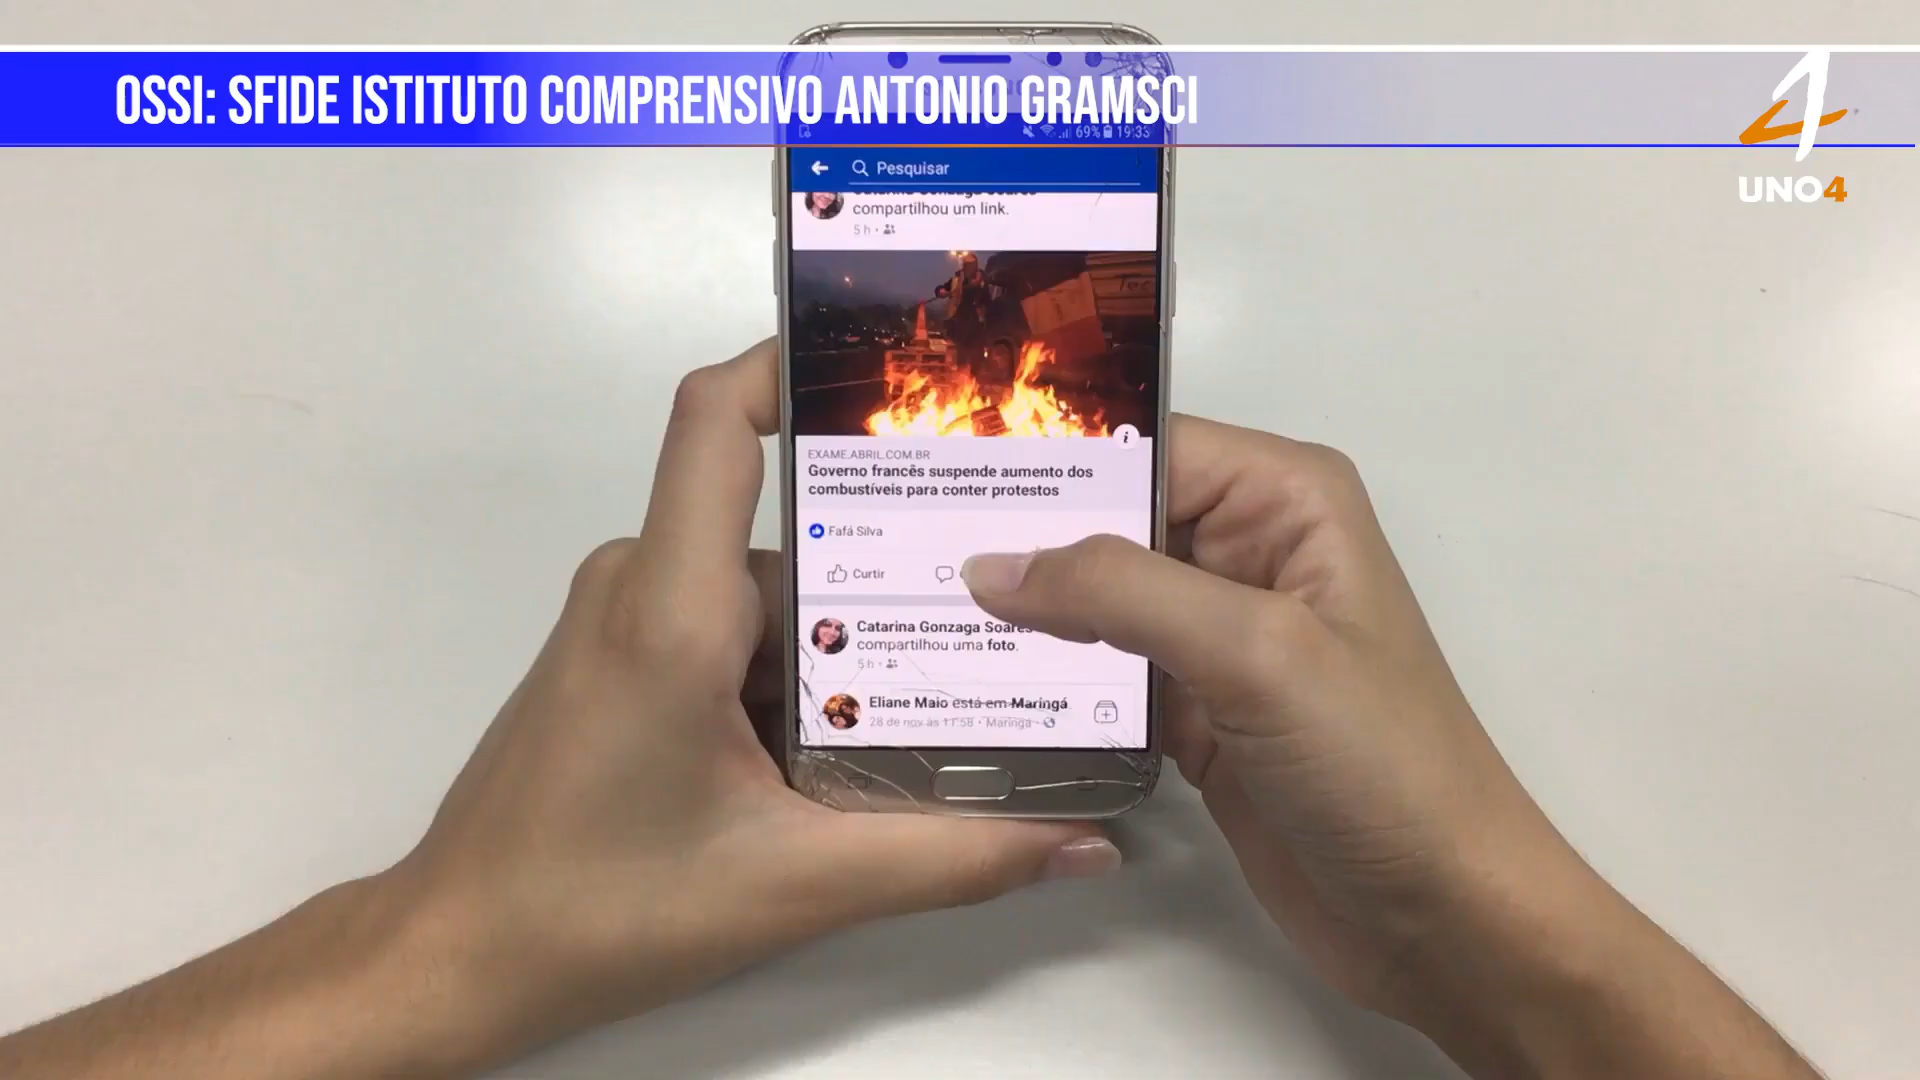 OSSI: SFIDE ISTITUTO COMPRENSIVO ANTONIO GRAMSCI
69% 19:33
UNO4
Pesquisar
compartilhou um link.
5 h
EXAME.ABRIL.COM.BR
Governo francês suspende aumento dos
combustíveis para conter protestos
Fafá Silva
Curtir
Catarina Gonzaga Soares
compartilhou uma foto.
5 h
Eliane Maio está em Maringá
28 de nov às 11:58 · Maringá